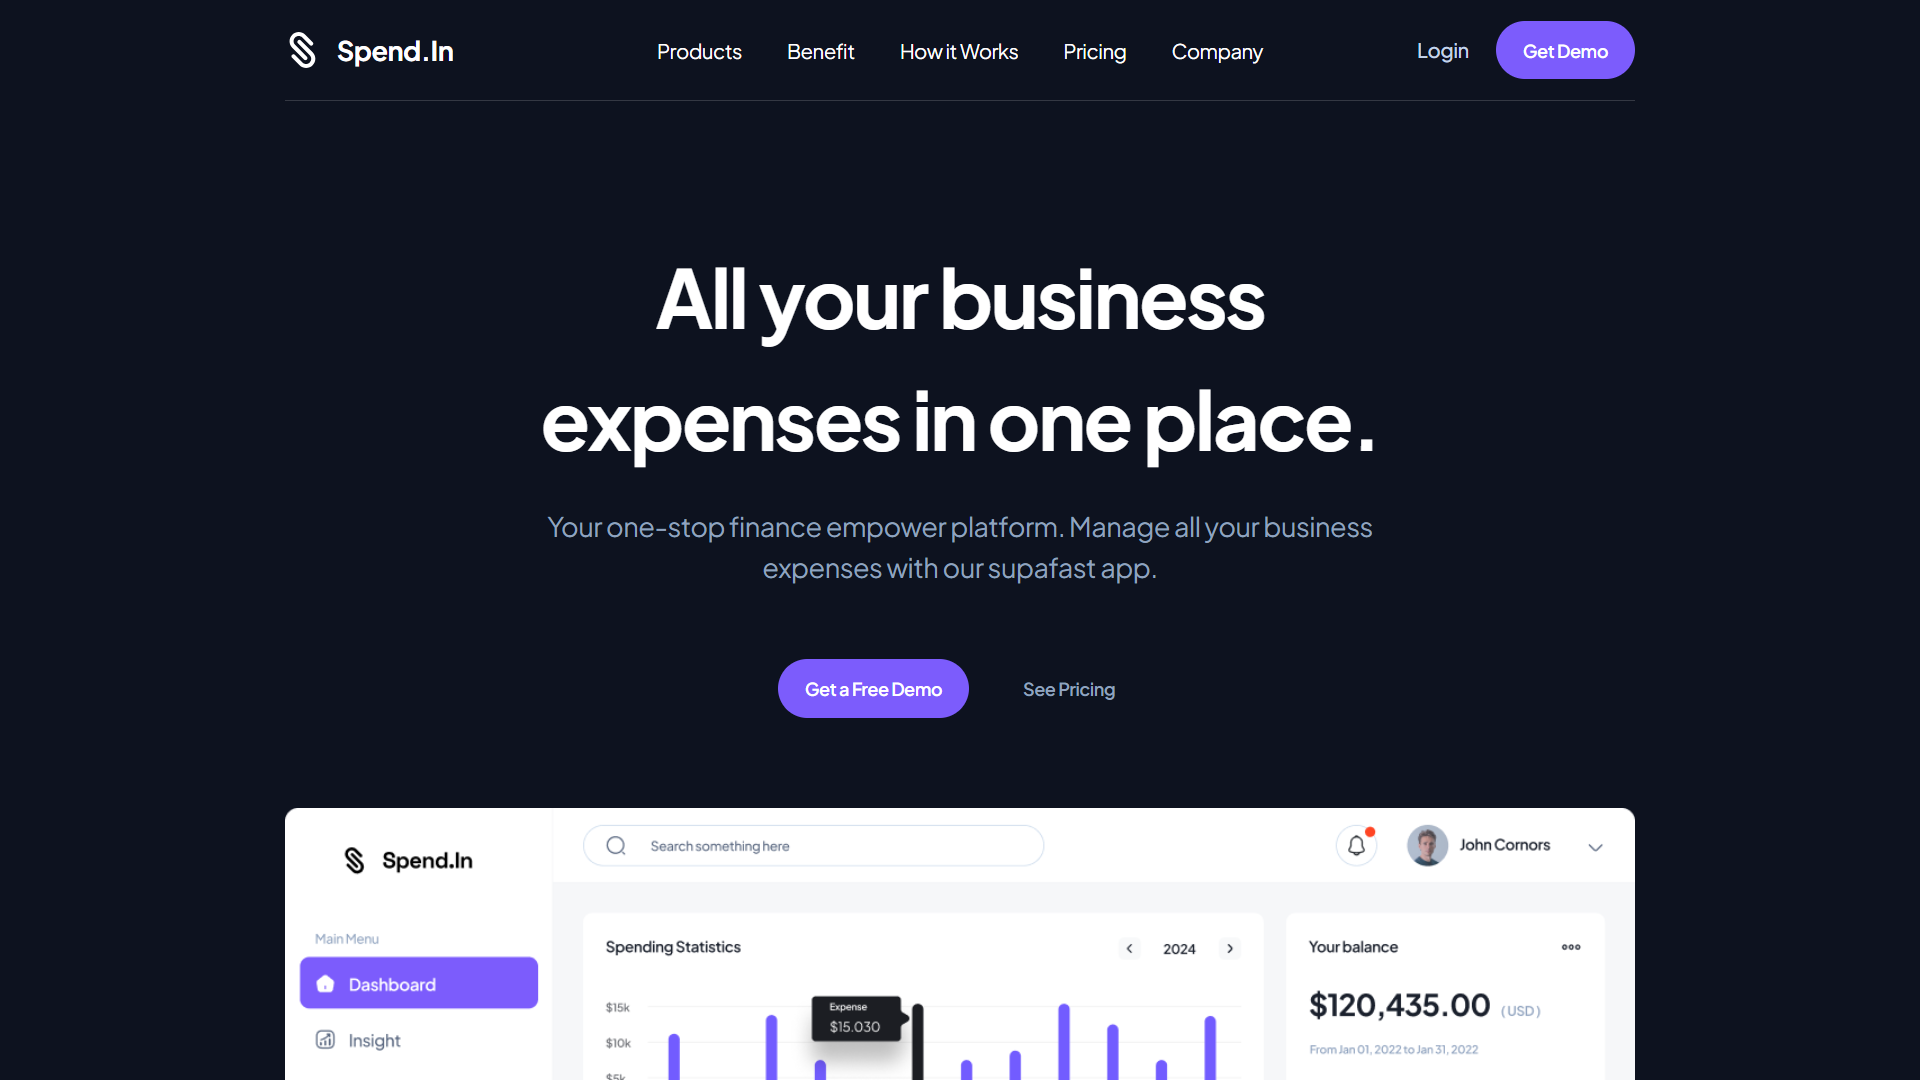 Spend.In
Products Benefit How it Works Pricing Company
Login Get Demo
All your business
expenses in one place.
Your one-stop finance empower platform. Manage all your business
expenses with our supafast app.
Get a Free Demo See Pricing
Spend.In
Search something here
John Cornors
Main Menu
Dashboard
Insight
Spending Statistics
2024
$15k
$10k
$5k
Expense
$15.030
Your balance
$120,435.00 (USD)
From Jan 01, 2022 to Jan 31, 2022